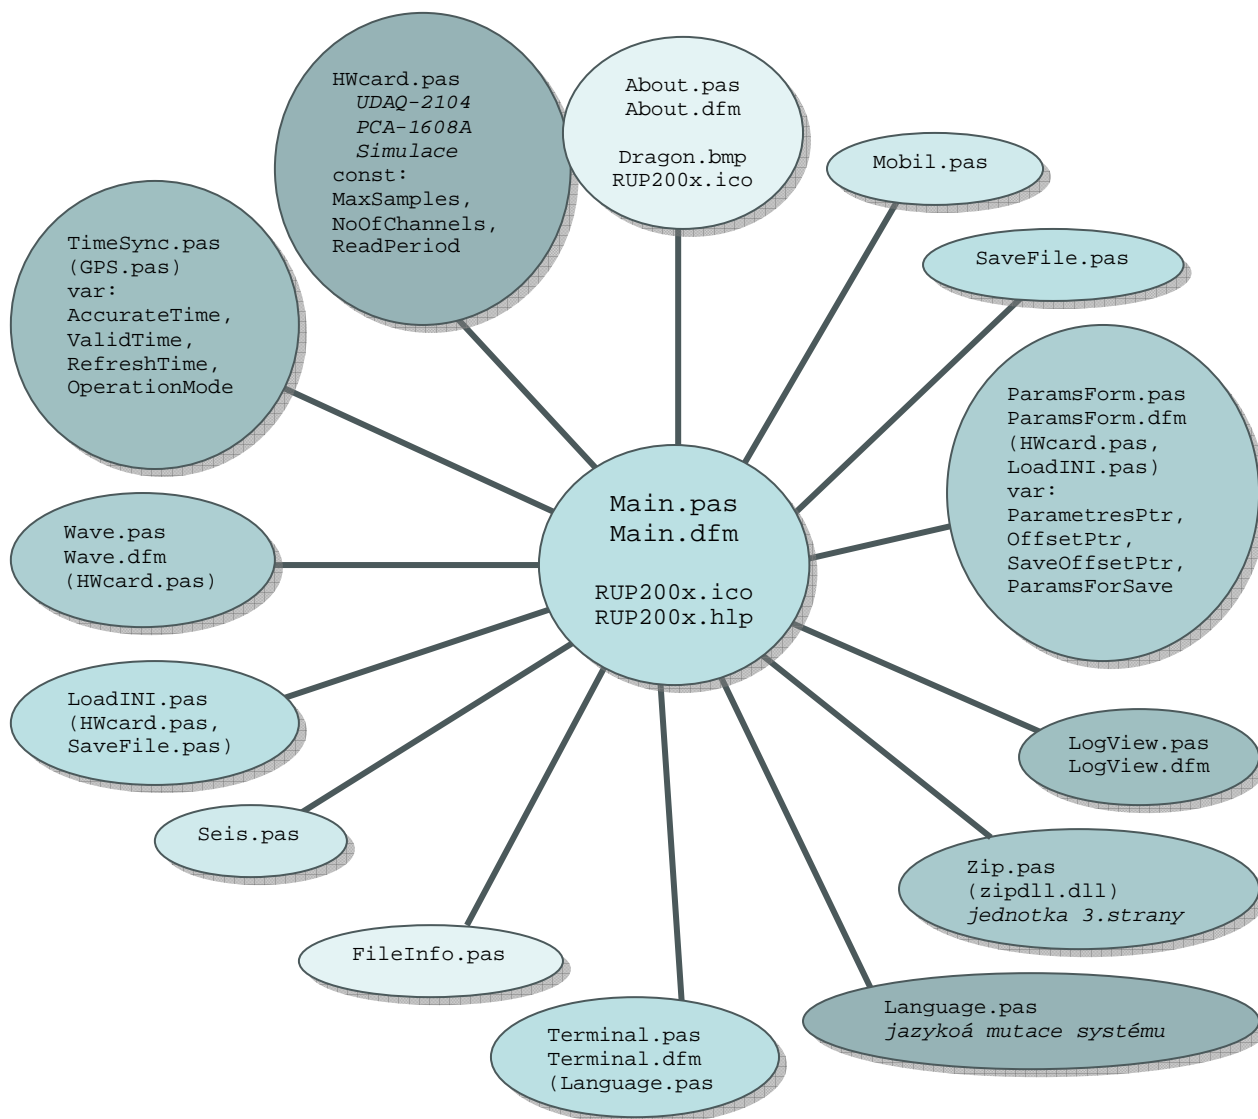 HWcard.pas
UDAQ-2104
PCA-1608A
Simulace
const:
MaxSamples,
NoOfChannels,
ReadPeriod
About.pas
About.dfm
Dragon.bmp
RUP200x.ico
Mobil.pas
SaveFile.pas
TimeSync.pas
(GPS.pas)
var:
AccurateTime,
ValidTime,
RefreshTime,
OperationMode
ParamsForm.pas
ParamsForm.dfm
(HWcard.pas,
LoadINI.pas)
var:
ParametresPtr,
OffsetPtr,
SaveOffsetPtr,
ParamsForSave
Main.pas
Main.dfm
RUP200x.ico
RUP200x.hlp
Wave.pas
Wave.dfm
(HWcard.pas)
LoadINI.pas
(HWcard.pas,
SaveFile.pas)
LogView.pas
LogView.dfm
Seis.pas
Zip.pas
(zipdll.dll)
jednotka 3.strany
FileInfo.pas
Language.pas
jazykoá mutace systému
Terminal.pas
Terminal.dfm
(Language.pas